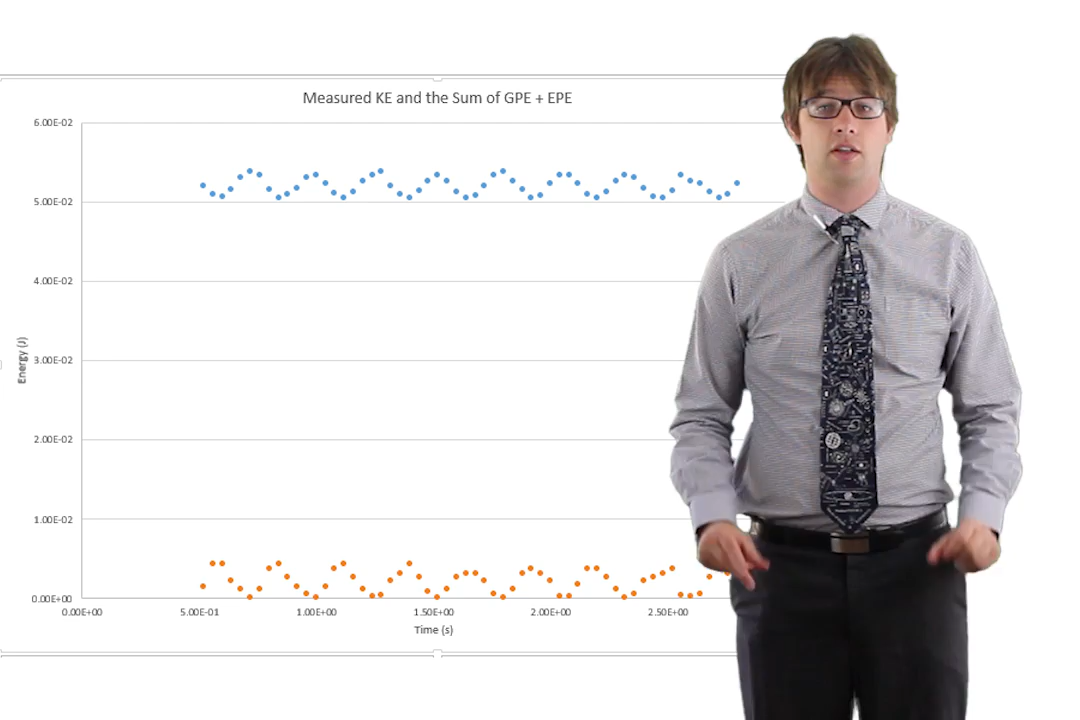 Measured KE and the Sum of GPE + EPE
6.00E-02
5.00E-02
4.00E-02
3.00E-02
2.00E-02
1.00E-02
0.00E+00
Energy (J)
0.00E+00 5.00E-01 1.00E+00 1.50E+00 2.00E+00 2.50E+00
Time (s)